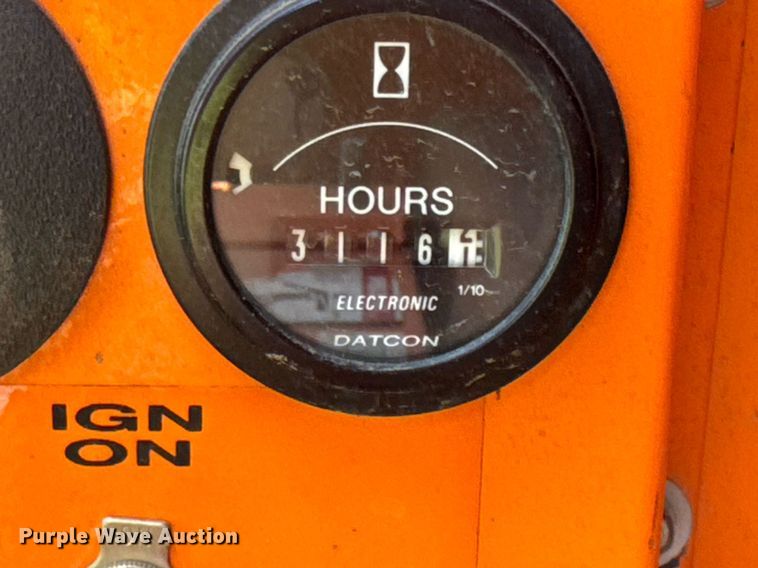 HOURS
3116
1/10
ELECTRONIC
DATCON
IGN
ON
Purple Wave Auction